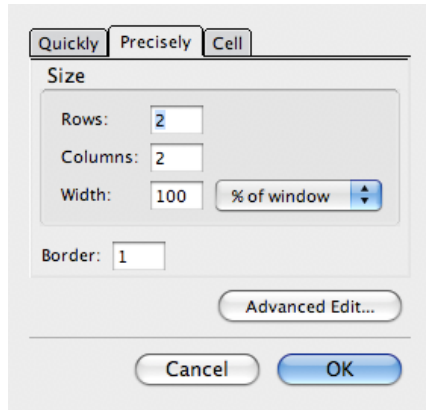 Quickly Precisely Cell
Size
Rows: 2
Columns: 2
Width: 100 % of window
Border: 1
Advanced Edit...
Cancel OK